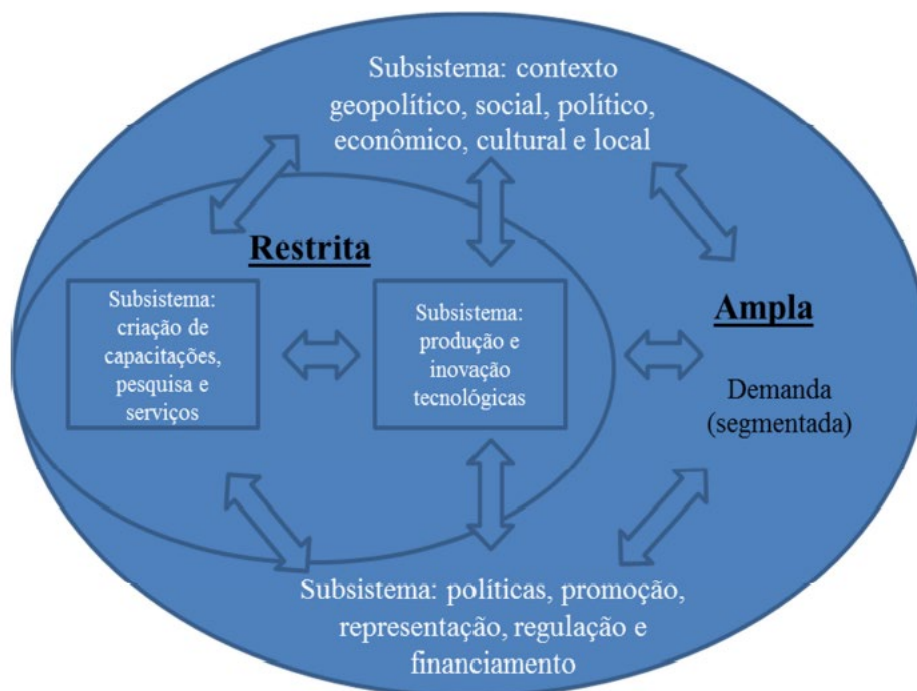 Subsistema: contexto
geopolítico, social, político,
econômico, cultural e local
Restrita
Subsistema:
criação de
capacitações,
pesquisa e
serviços
Subsistema:
produção e
inovação
tecnológicas
Ampla
Demanda
(segmentada)
Subsistema: políticas, promoção,
representação, regulação e
financiamento